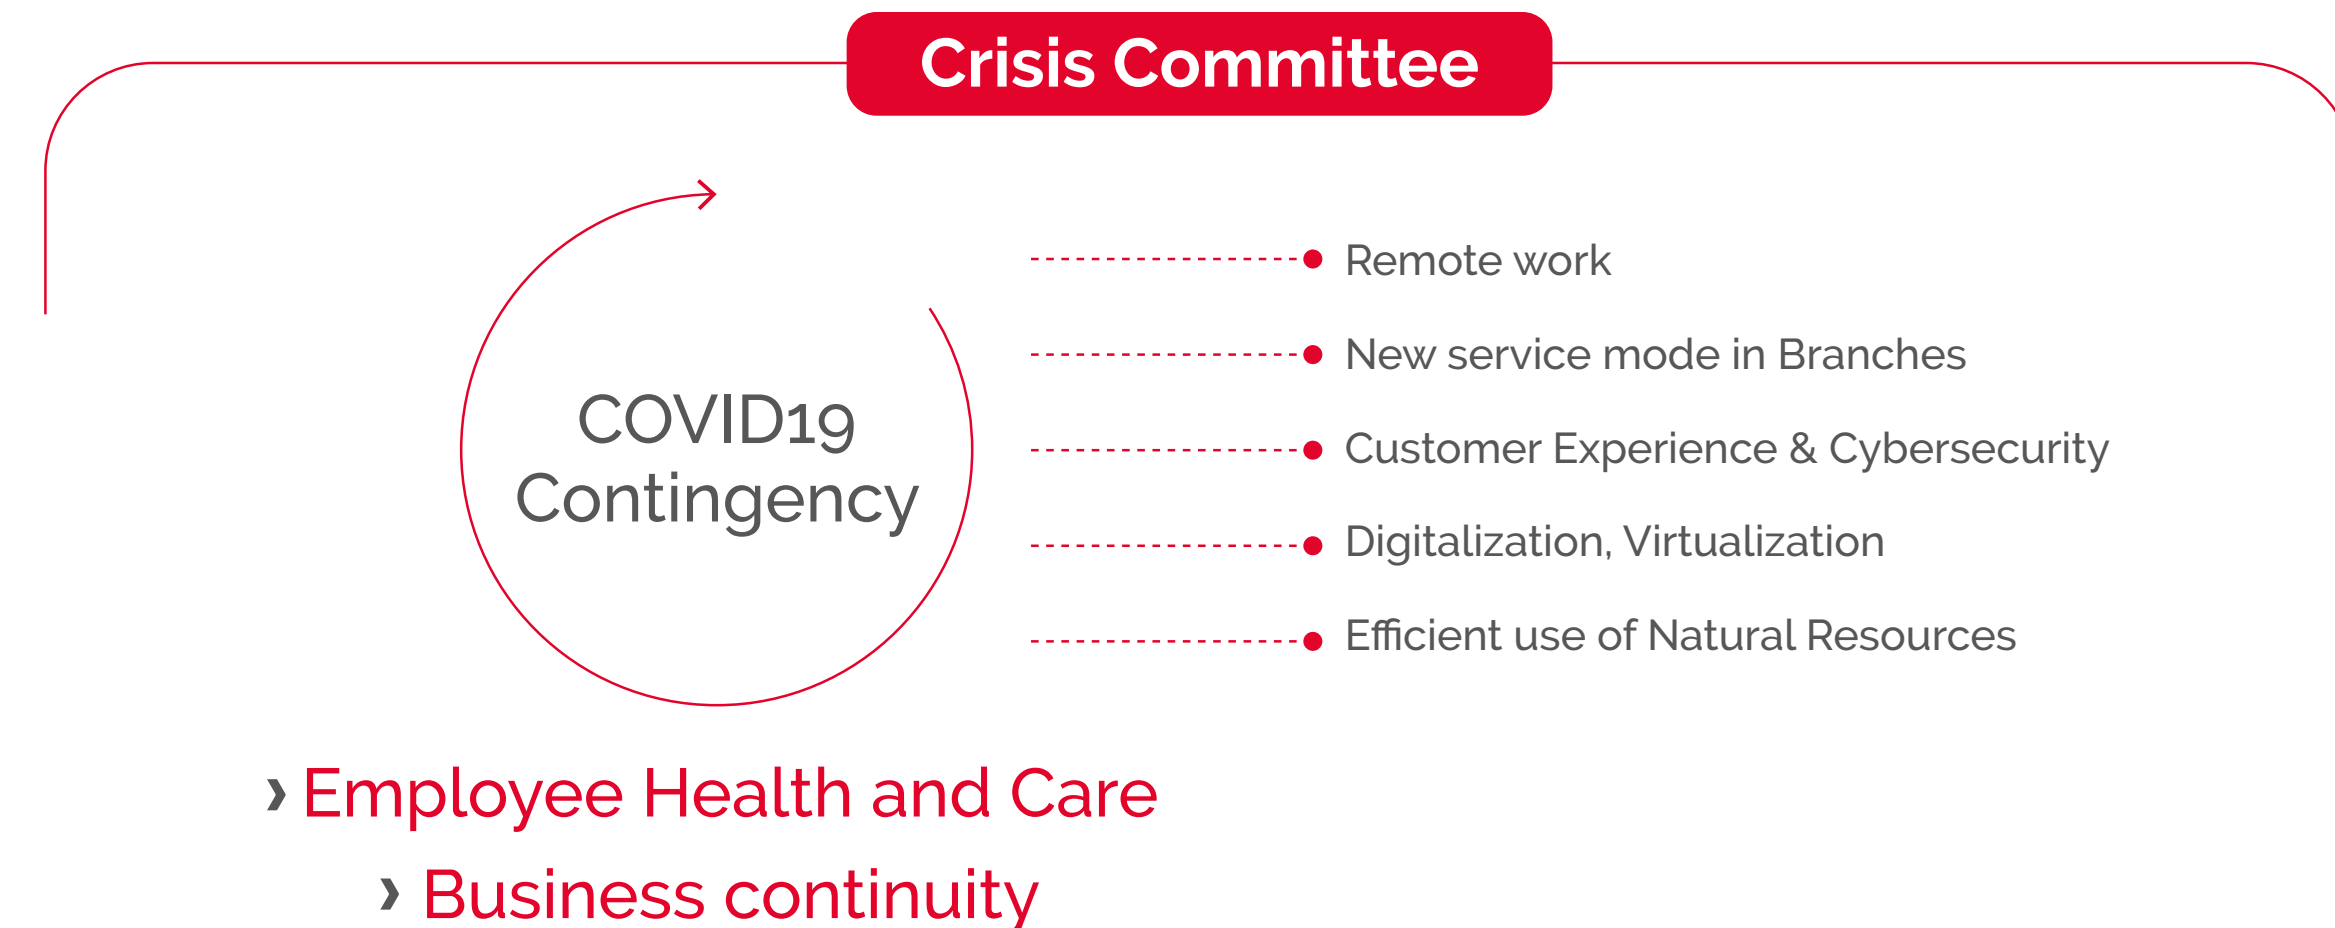 Crisis Committee
COVID19
Contingency
Remote work
New service mode in Branches
Customer Experience & Cybersecurity
Digitalization, Virtualization
Efficient use of Natural Resources
› Employee Health and Care
› Business continuity